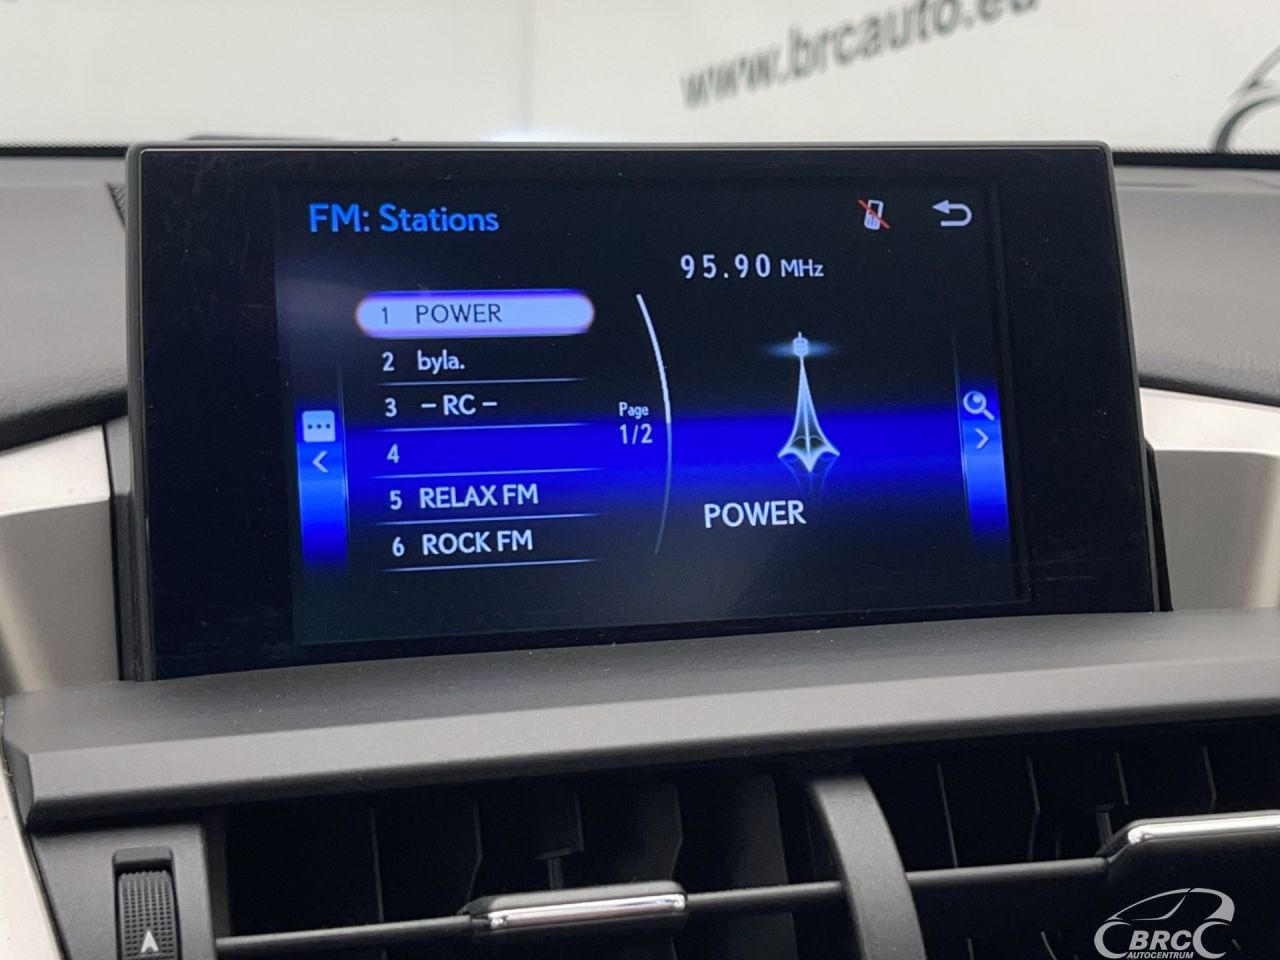 www.brcauto.eu
FM: Stations
95.90 MHz
1 POWER
2 byla.
3 – RC –
4
5 RELAX FM
6 ROCK FM
Page
1/2
POWER
BRC
AUTOCENTRUM